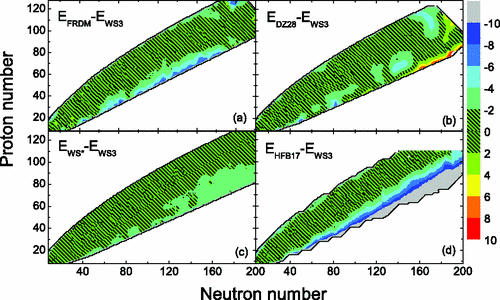 E_FRDM-E_WS3
E_DZ28-E_WS3
120
100
80
60
40
20
(a)
(b)
E_WS*-E_WS3
E_HFB17-E_WS3
120
100
80
60
40
20
(c)
(d)
40 80 120 160 200 40 80 120 160 200
Proton number
Neutron number
-10
-8
-6
-4
-2
0
2
4
6
8
10